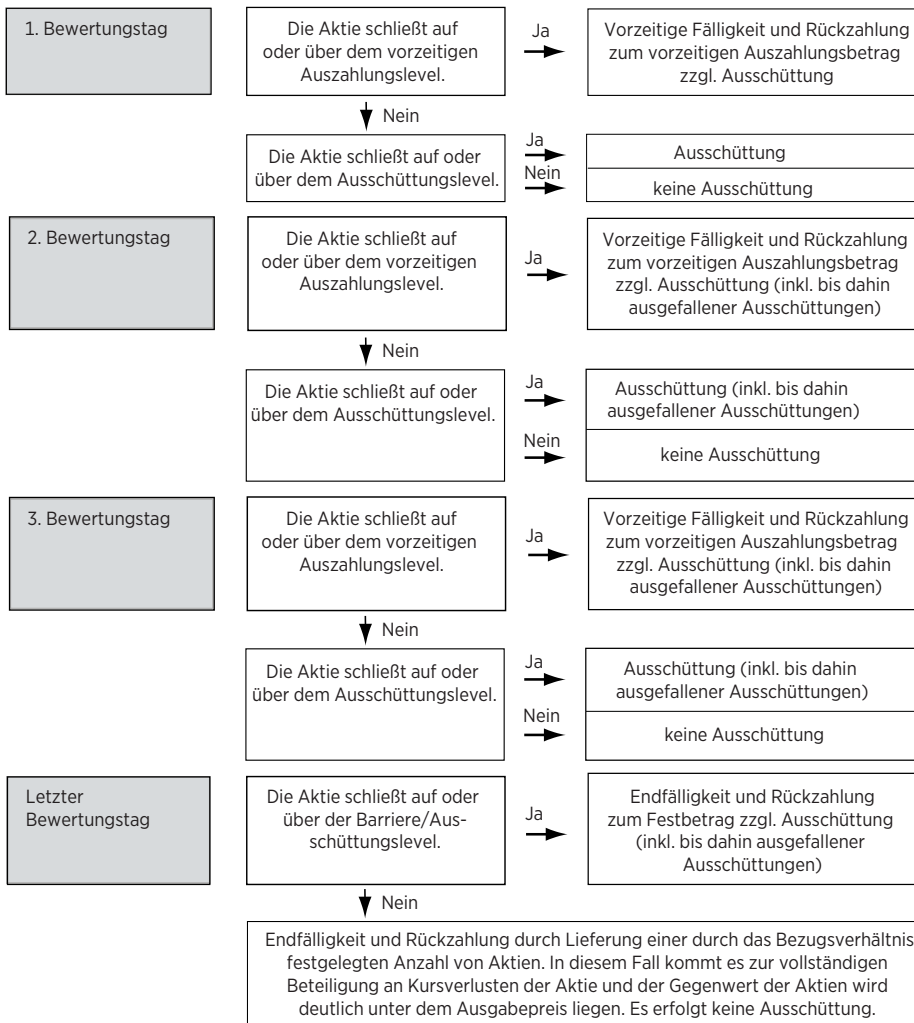 1. Bewertungstag
Die Aktie schließt auf
oder über dem vorzeitigen
Auszahlungslevel.
Ja
Vorzeitige Fälligkeit und Rückzahlung
zum vorzeitigen Auszahlungsbetrag
zzgl. Ausschüttung
Nein
Die Aktie schließt auf oder
über dem Ausschüttungslevel.
Ja
Ausschüttung
Nein
keine Ausschüttung
2. Bewertungstag
Die Aktie schließt auf
oder über dem vorzeitigen
Auszahlungslevel.
Ja
Vorzeitige Fälligkeit und Rückzahlung
zum vorzeitigen Auszahlungsbetrag
zzgl. Ausschüttung (inkl. bis dahin
ausgefallener Ausschüttungen)
Nein
Die Aktie schließt auf oder
über dem Ausschüttungslevel.
Ja
Ausschüttung (inkl. bis dahin
ausgefallener Ausschüttungen)
Nein
keine Ausschüttung
3. Bewertungstag
Die Aktie schließt auf
oder über dem vorzeitigen
Auszahlungslevel.
Ja
Vorzeitige Fälligkeit und Rückzahlung
zum vorzeitigen Auszahlungsbetrag
zzgl. Ausschüttung (inkl. bis dahin
ausgefallener Ausschüttungen)
Nein
Die Aktie schließt auf oder
über dem Ausschüttungslevel.
Ja
Ausschüttung (inkl. bis dahin
ausgefallener Ausschüttungen)
Nein
keine Ausschüttung
Letzter
Bewertungstag
Die Aktie schließt auf oder
über der Barriere/Aus-
schüttungslevel.
Ja
Endfälligkeit und Rückzahlung
zum Festbetrag zzgl. Ausschüttung
(inkl. bis dahin ausgefallener
Ausschüttungen)
Nein
Endfälligkeit und Rückzahlung durch Lieferung einer durch das Bezugsverhältnis
festgelegten Anzahl von Aktien. In diesem Fall kommt es zur vollständigen
Beteiligung an Kursverlusten der Aktie und der Gegenwert der Aktien wird
deutlich unter dem Ausgabepreis liegen. Es erfolgt keine Ausschüttung.